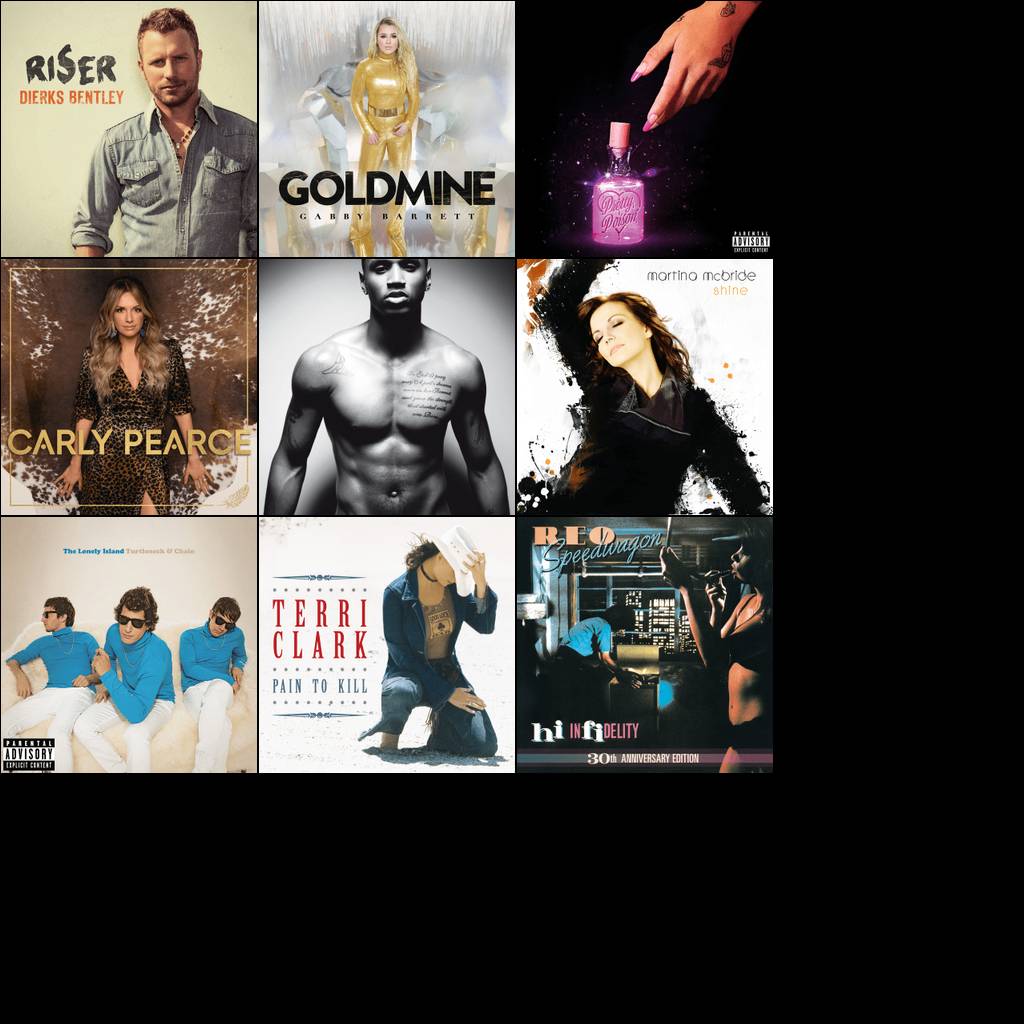 RISER
DIERKS BENTLEY
GOLDMINE
GABBY BARRETT
Pretty
Poison
PARENTAL
ADVISORY
EXPLICIT CONTENT
CARLY PEARCE
martina mcbride
shine
The Lonely Island Turtleneck & Chain
PARENTAL
ADVISORY
EXPLICIT CONTENT
TERRI
CLARK
PAIN TO KILL
REO
Speedwagon
hi INfiDELITY
30th ANNIVERSARY EDITION